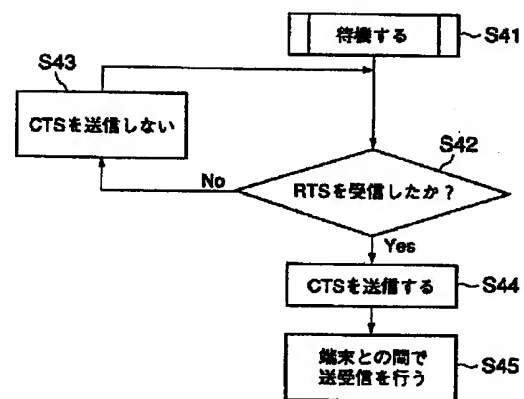 待機する
S41
S43
CTSを送信しない
S42
RTSを受信したか?
No
Yes
CTSを送信する
S44
端末との間で
送受信を行う
S45